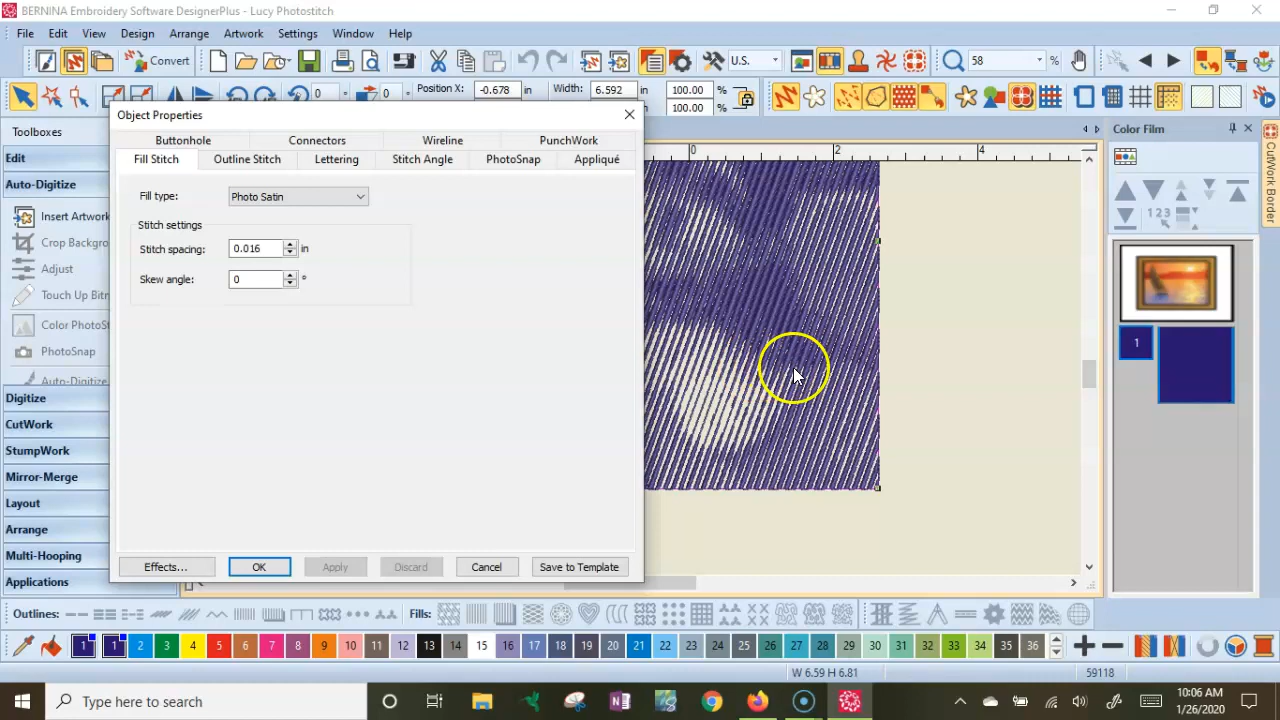 BERNINA Embroidery Software DesignerPlus - Lucy Photostitch
File Edit View Design Arrange Artwork Settings Window Help
Convert U.S. 58 %
0 0 Position X: -0.678 in Width: 6.592 in 100.00 %
100.00 %
Toolboxes
Edit
Auto-Digitize
Insert Artwork
Crop Backgro
Adjust
Touch Up Bitm
Color PhotoSt
PhotoSnap
Auto-Digitize
Digitize
CutWork
StumpWork
Mirror-Merge
Layout
Arrange
Multi-Hooping
Applications
Object Properties
Buttonhole Connectors Wireline PunchWork
Fill Stitch Outline Stitch Lettering Stitch Angle PhotoSnap Appliqué
Fill type: Photo Satin
Stitch settings
Stitch spacing: 0.016 in
Skew angle: 0 °
Effects... OK Apply Discard Cancel Save to Template
0 2 4
Color Film
1 2 3
1
CutWork Border
Outlines: Fills:
1 1 2 3 4 5 6 7 8 9 10 11 12 13 14 15 16 17 18 19 20 21 22 23 24 25 26 27 28 29 30 31 32 33 34 35 36
W 6.59 H 6.81 59118
Type here to search
10:06 AM
1/26/2020